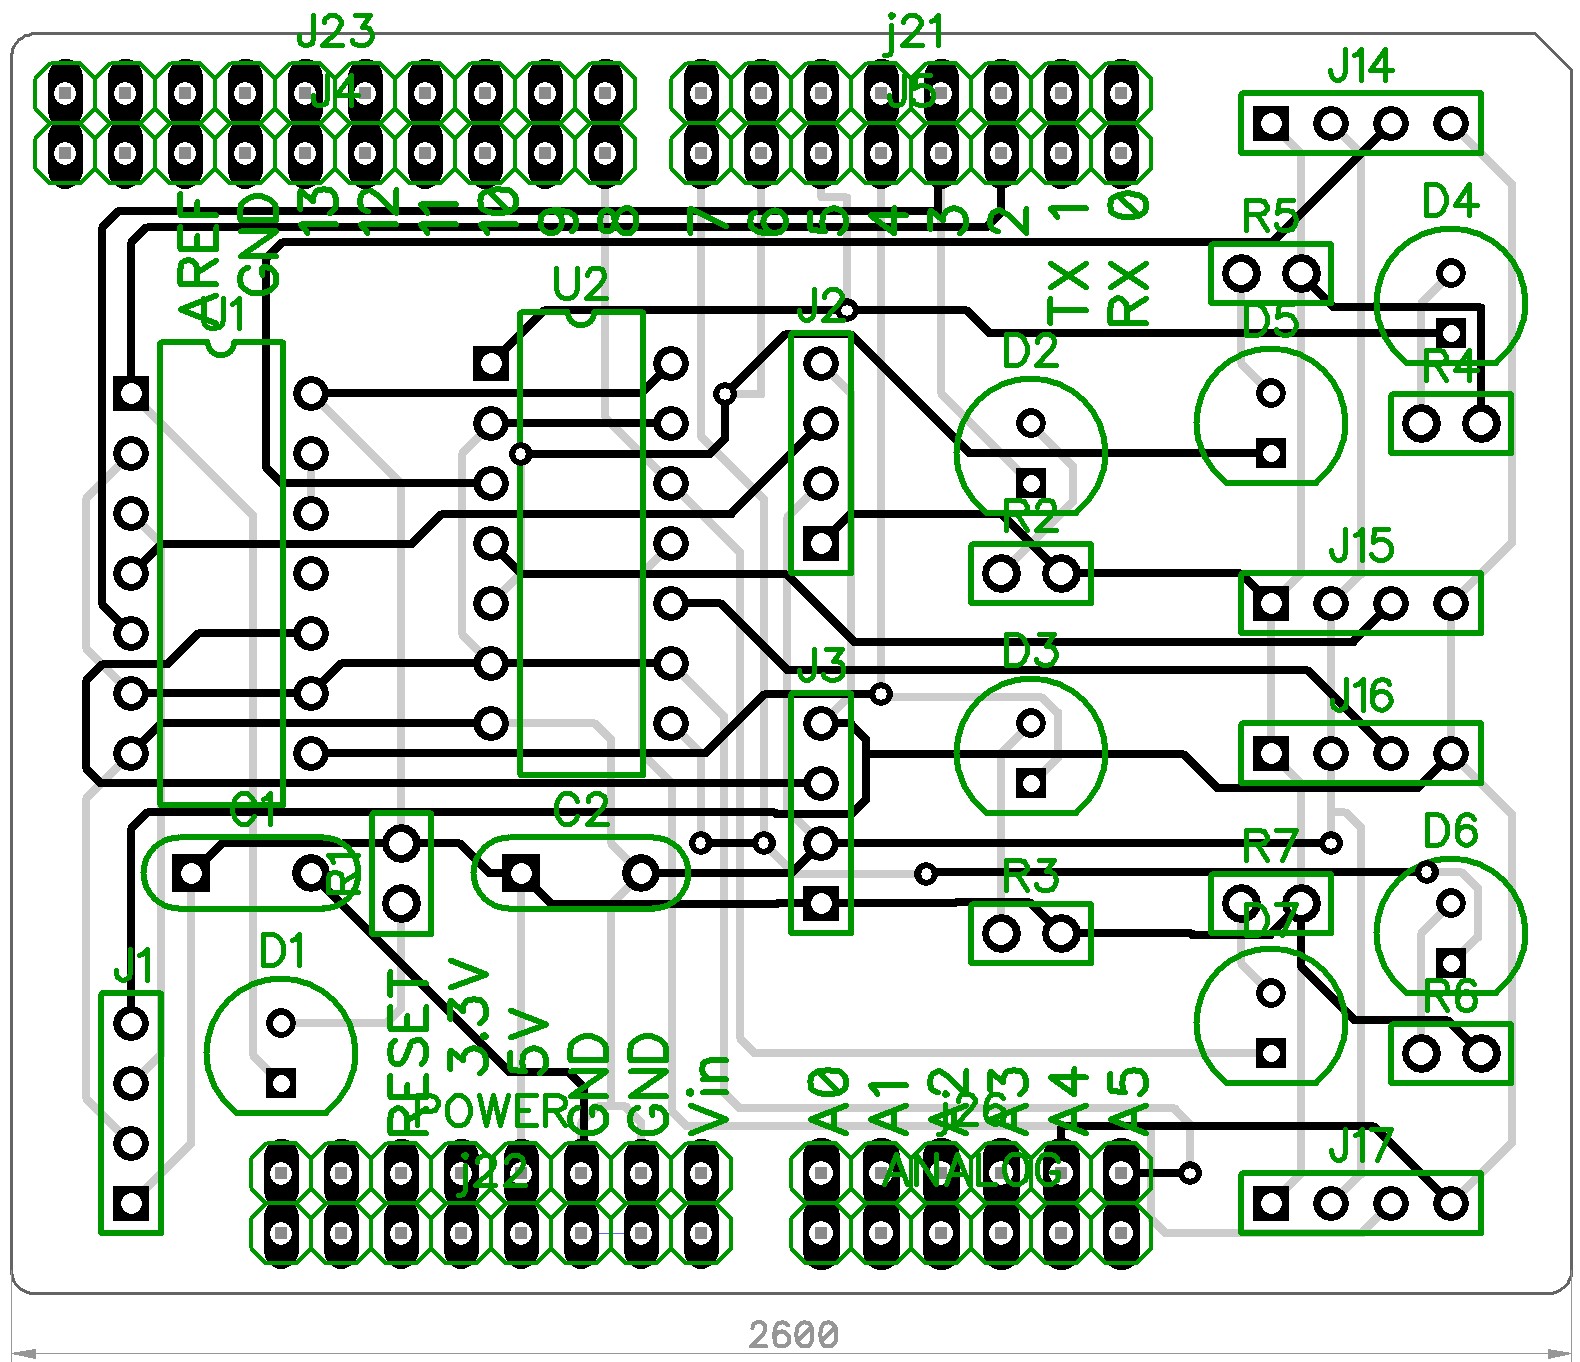 J23
j21
J4
J5
J14
AREF
GND
13
12
11
10
9
8
7
6
5
4
3
2
1
0
TX
RX
R5
D4
J1
U2
J2
D2
D5
R4
R2
J15
D3
J3
J16
C1
R1
C2
R3
R7
D6
D7
R6
J1
D1
RESET
3.3 V
5V
GND
GND
Vin
POWER
j22
A0
A1
A2
A3
A4
A5
j26
ANALOG
J17
2600